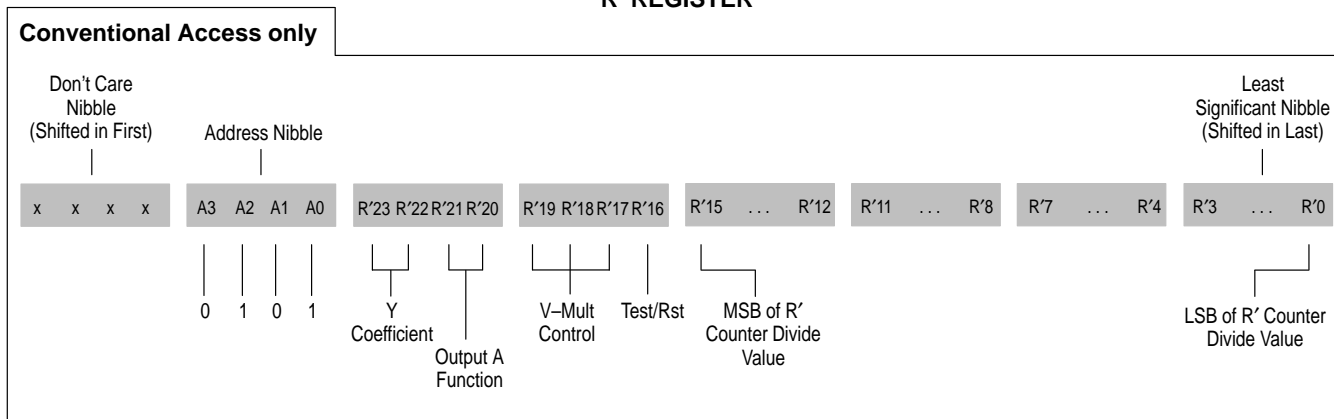 R′ REGISTER
Conventional Access only
Don't Care
Nibble
(Shifted in First)
Address Nibble
Least
Significant Nibble
(Shifted in Last)
x x x x A3 A2 A1 A0 R′23 R′22 R′21 R′20 R′19 R′18 R′17 R′16 R′15 . . . R′12 R′11 . . . R′8 R′7 . . . R′4 R′3 . . . R′0
0 1 0 1
Y
Coefficient
Output A
Function
V–Mult
Control
Test/Rst
MSB of R′
Counter Divide
Value
LSB of R′ Counter
Divide Value